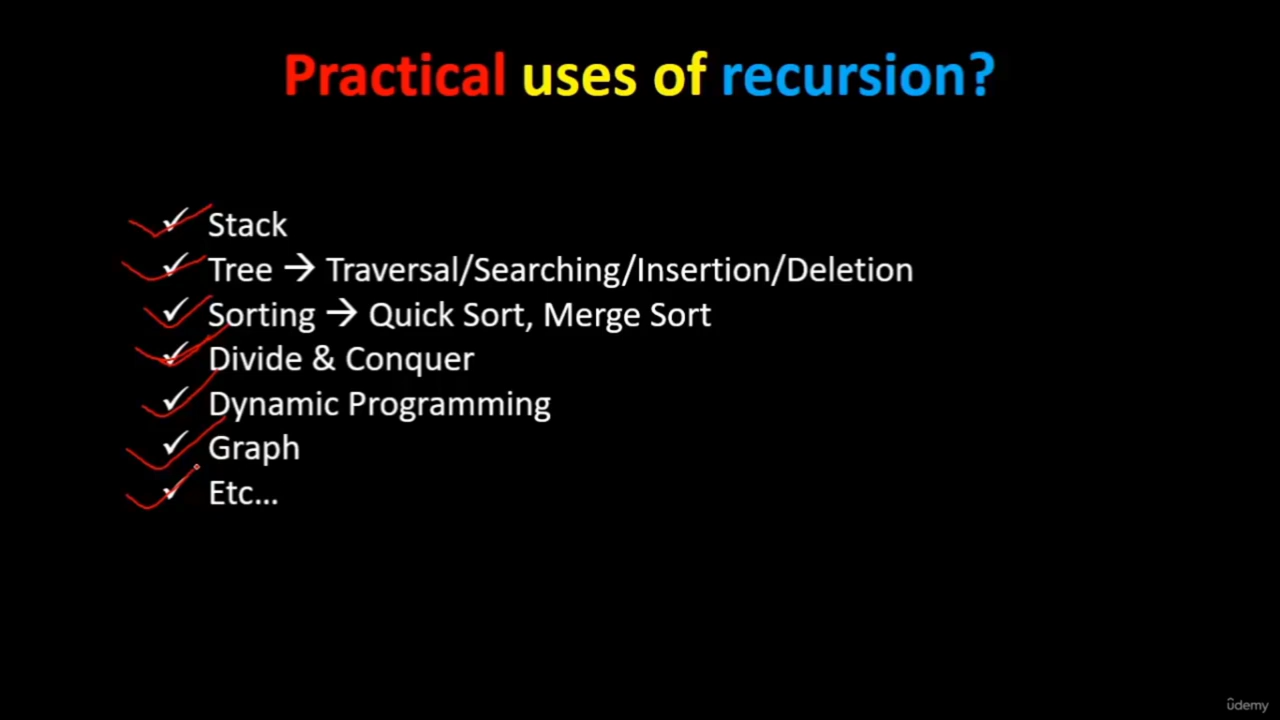 Practical uses of recursion?
✓ Stack
✓ Tree → Traversal/Searching/Insertion/Deletion
✓ Sorting → Quick Sort, Merge Sort
✓ Divide & Conquer
✓ Dynamic Programming
✓ Graph
✓ Etc...
ûdemy